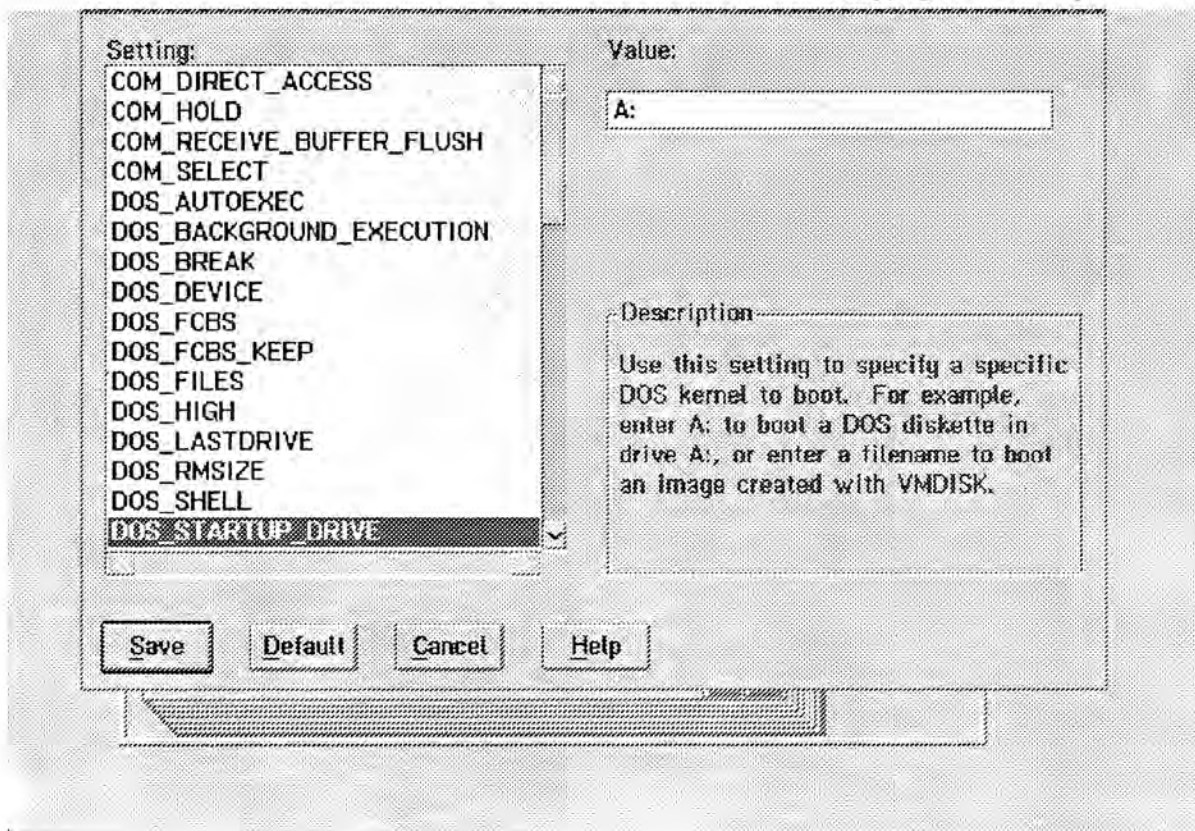 Setting:
COM_DIRECT_ACCESS
COM_HOLD
COM_RECEIVE_BUFFER_FLUSH
COM_SELECT
DOS_AUTOEXEC
DOS_BACKGROUND_EXECUTION
DOS_BREAK
DOS_DEVICE
DOS_FCBS
DOS_FCBS_KEEP
DOS_FILES
DOS_HIGH
DOS_LASTDRIVE
DOS_RMSIZE
DOS_SHELL
DOS_STARTUP_DRIVE
Value:
A:
Description
Use this setting to specify a specific
DOS kernel to boot. For example,
enter A: to boot a DOS diskette in
drive A:, or enter a filename to boot
an image created with VMDISK.
Save Default Cancel Help